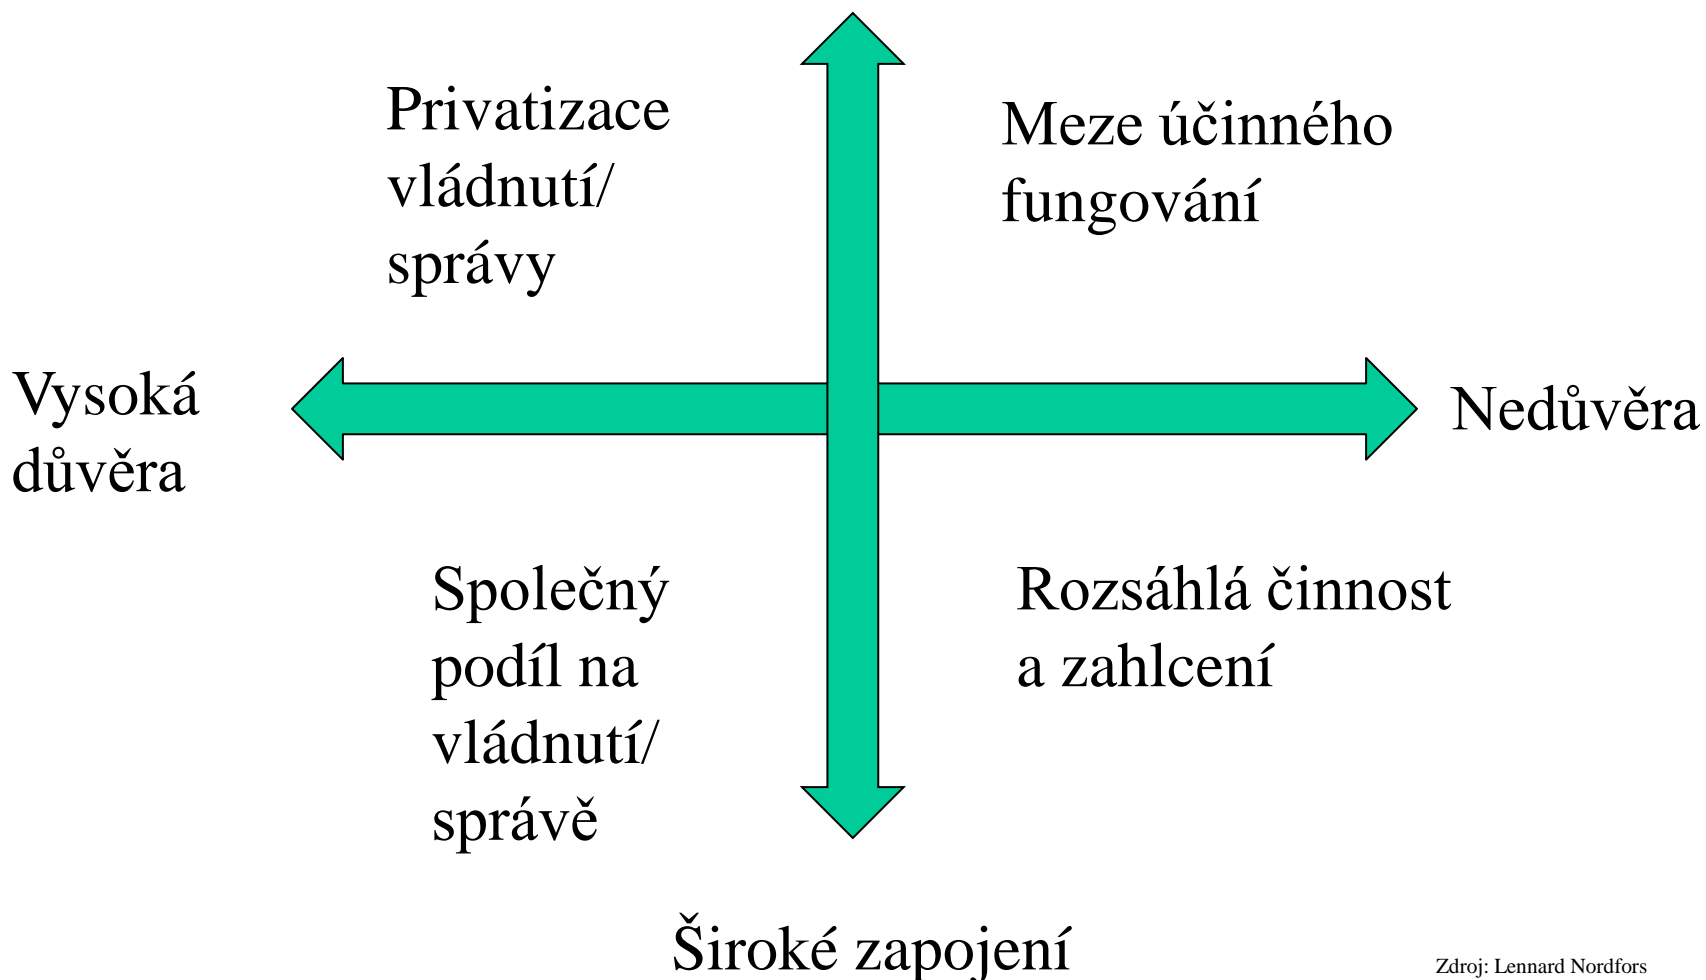 Privatizace
vládnutí/
správy
Meze účinného
fungování
Vysoká
důvěra
Nedůvěra
Společný
podíl na
vládnutí/
správě
Rozsáhlá činnost
a zahlcení
Široké zapojení
Zdroj: Lennard Nordfors